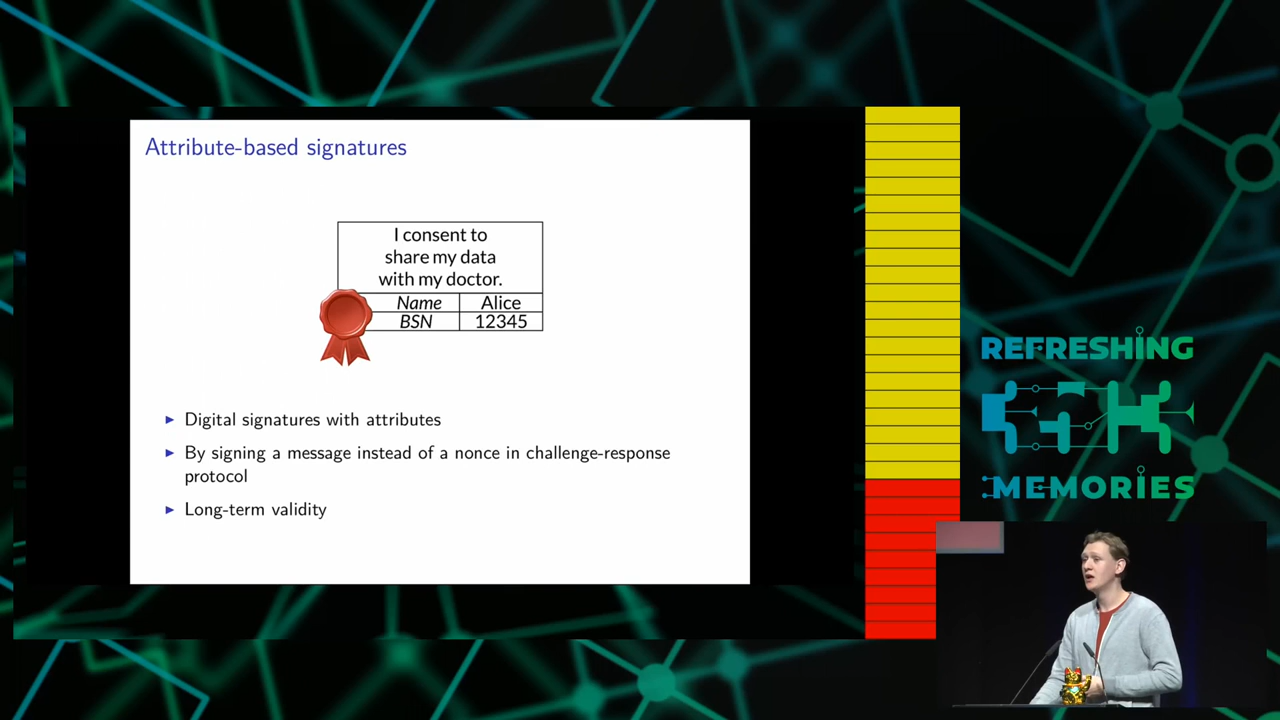 Attribute-based signatures
I consent to
share my data
with my doctor.
Name Alice
BSN 12345
▶ Digital signatures with attributes
▶ By signing a message instead of a nonce in challenge-response
protocol
▶ Long-term validity
REFRESHING
36C3
MEMORIES